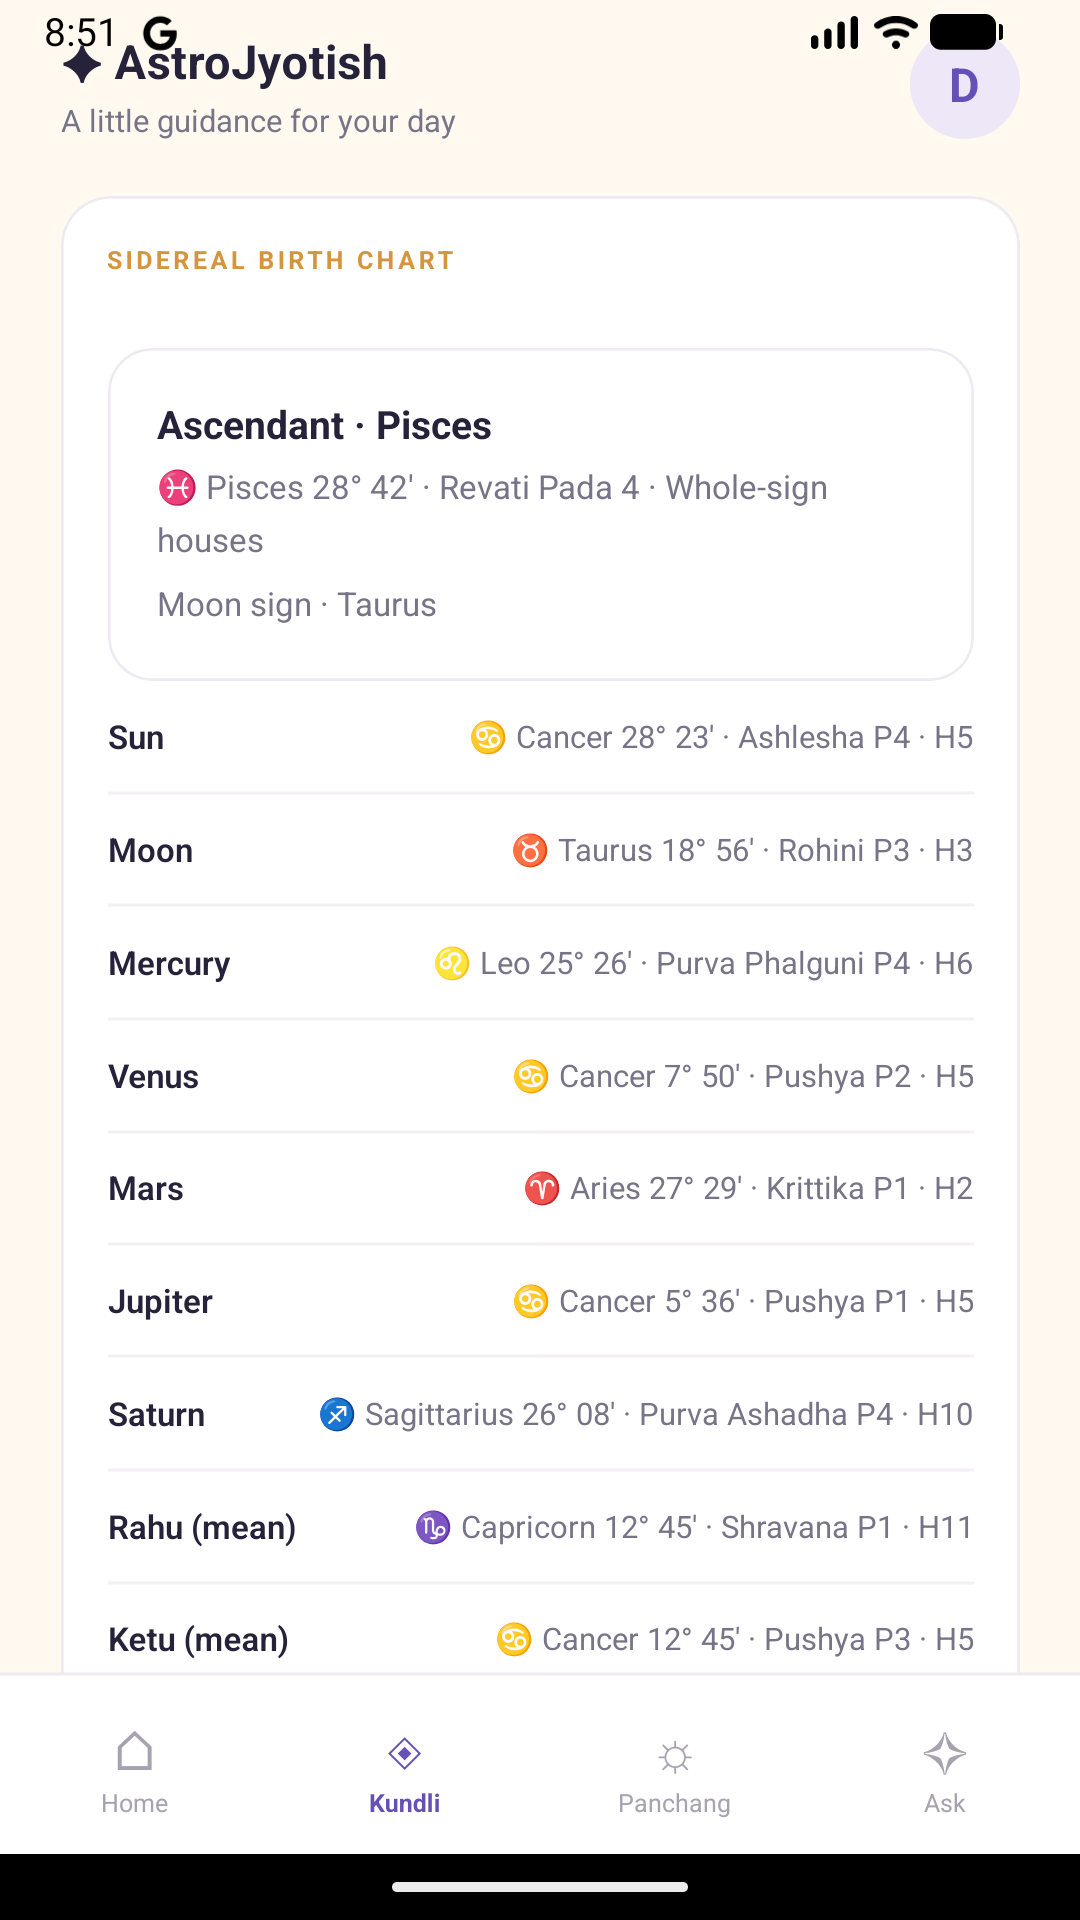 8:51 G
AstroJyotish
D
A little guidance for your day
SIDEREAL BIRTH CHART
Ascendant · Pisces
♓ Pisces 28° 42' · Revati Pada 4 · Whole-sign
houses
Moon sign · Taurus
Sun ♋ Cancer 28° 23' · Ashlesha P4 · H5
Moon ♉ Taurus 18° 56' · Rohini P3 · H3
Mercury ♌ Leo 25° 26' · Purva Phalguni P4 · H6
Venus ♋ Cancer 7° 50' · Pushya P2 · H5
Mars ♈ Aries 27° 29' · Krittika P1 · H2
Jupiter ♋ Cancer 5° 36' · Pushya P1 · H5
Saturn ♐ Sagittarius 26° 08' · Purva Ashadha P4 · H10
Rahu (mean) ♑ Capricorn 12° 45' · Shravana P1 · H11
Ketu (mean) ♋ Cancer 12° 45' · Pushya P3 · H5
Home Kundli Panchang Ask